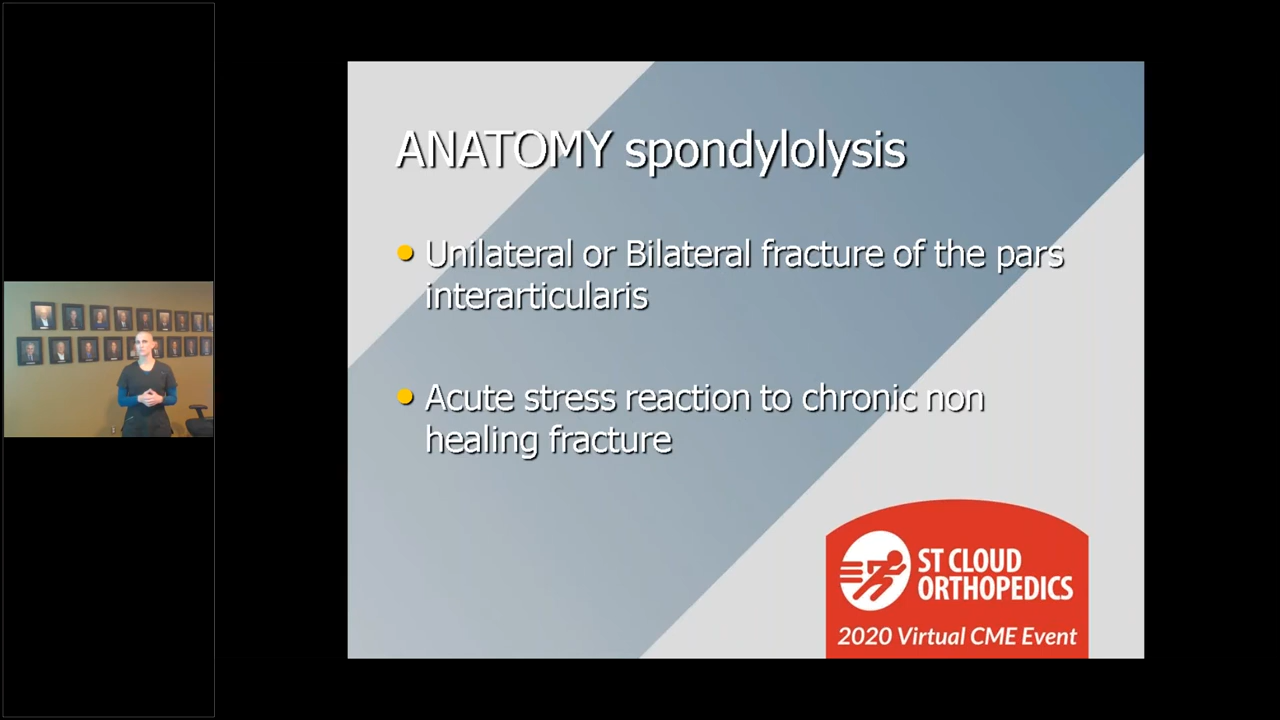 ANATOMY spondylolysis
Unilateral or Bilateral fracture of the pars
interarticularis
Acute stress reaction to chronic non
healing fracture
ST CLOUD
ORTHOPEDICS
2020 Virtual CME Event